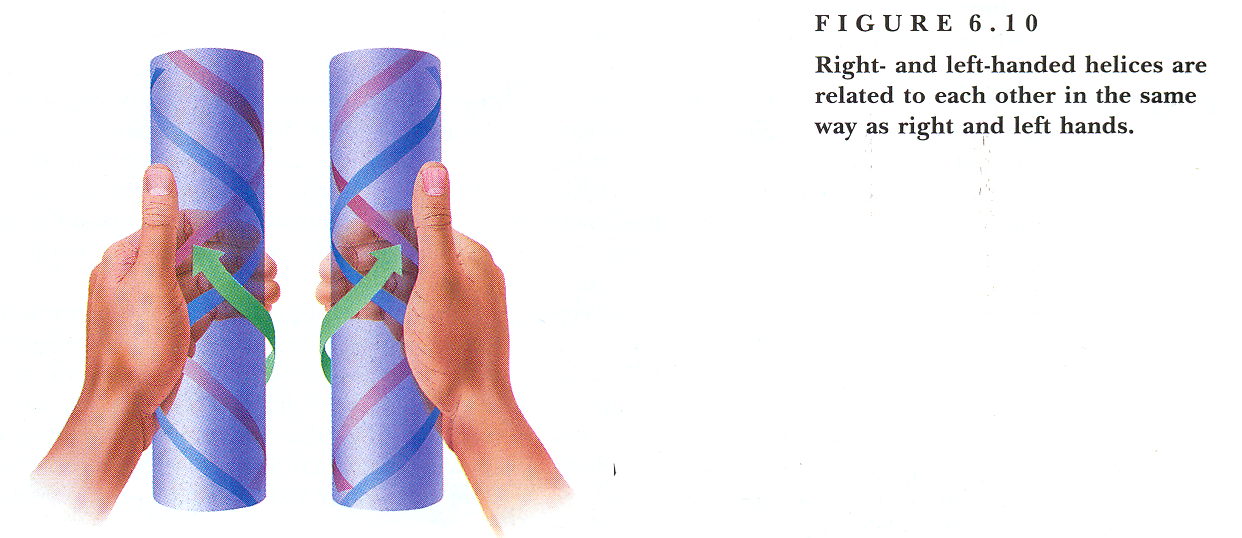 FIGURE 6.10
Right- and left-handed helices are
related to each other in the same
way as right and left hands.